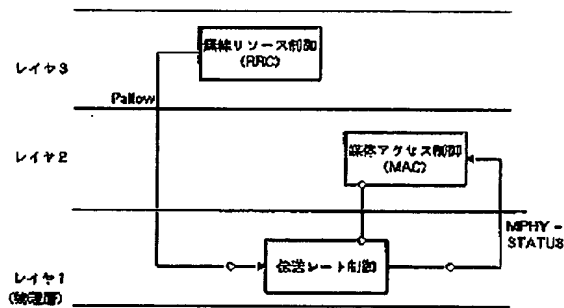 無線リソース制御
(RRC)
レイヤ3
Pallow
レイヤ2
媒体アクセス制御
(MAC)
MPHY -
STATUS
伝送レート制御
レイヤ1
(物理層)